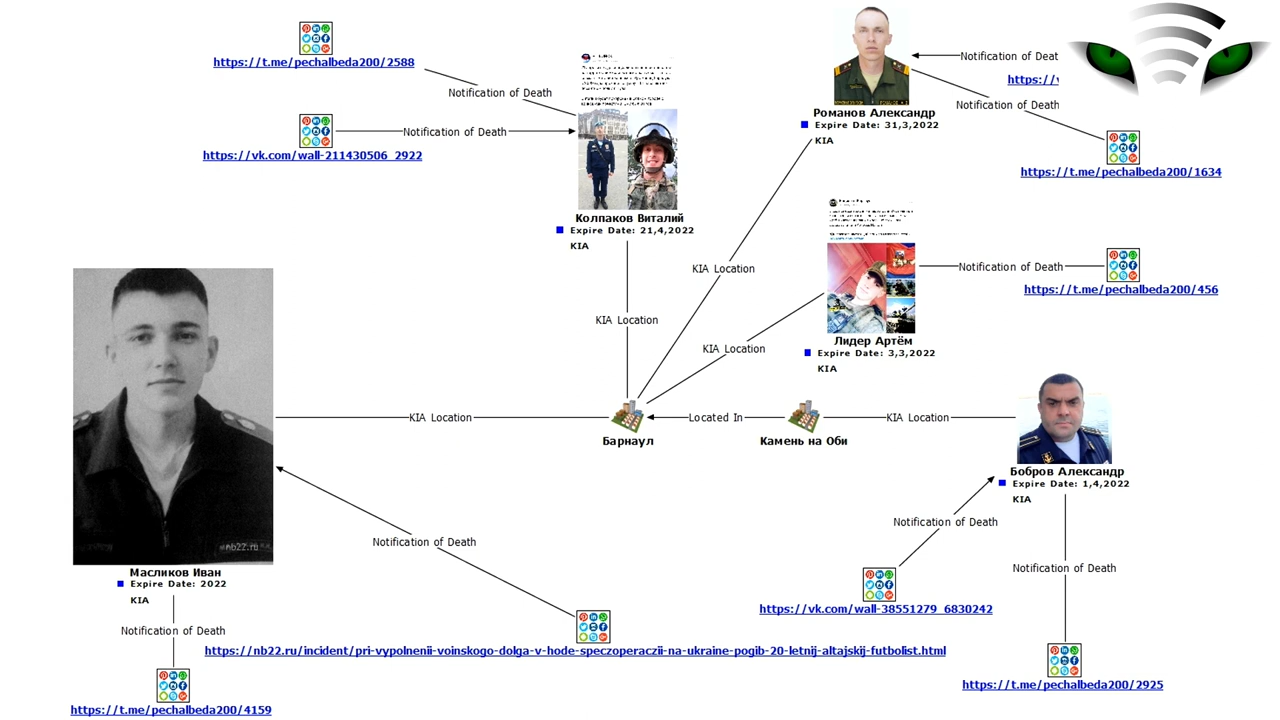 https://t.me/pechalbeda200/2588
Notification of Death
https://vk.com/wall-211430506_2922
Notification of Death
Колпаков Виталий
Expire Date: 21,4,2022
KIA
Романов Александр
Expire Date: 31,3,2022
KIA
Notification of Deat
https://
Notification of Death
https://t.me/pechalbeda200/1634
KIA Location
Notification of Death
https://t.me/pechalbeda200/456
KIA Location
KIA Location
Лидер Артём
Expire Date: 3,3,2022
KIA
KIA Location
Барнаул
Located In
Камень на Оби
KIA Location
Бобров Александр
Expire Date: 1,4,2022
KIA
Notification of Death
Notification of Death
nb22.ru
Масликов Иван
Expire Date: 2022
KIA
Notification of Death
Notification of Death
https://vk.com/wall-38551279_6830242
https://nb22.ru/incident/pri-vypolnenii-voinskogo-dolga-v-hode-speczoperaczii-na-ukraine-pogib-20-letnij-altajskij-futbolist.html
https://t.me/pechalbeda200/2925
https://t.me/pechalbeda200/4159